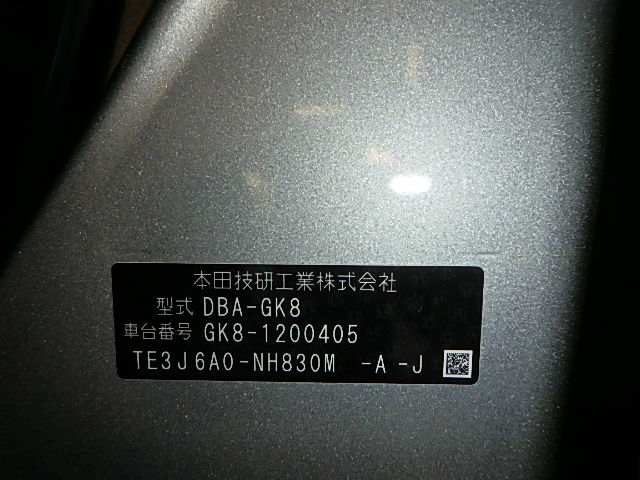 本田技研工業株式会社
型式 DBA-GK8
車台番号 GK8-1200405
TE3J6A0-NH830M -A -J